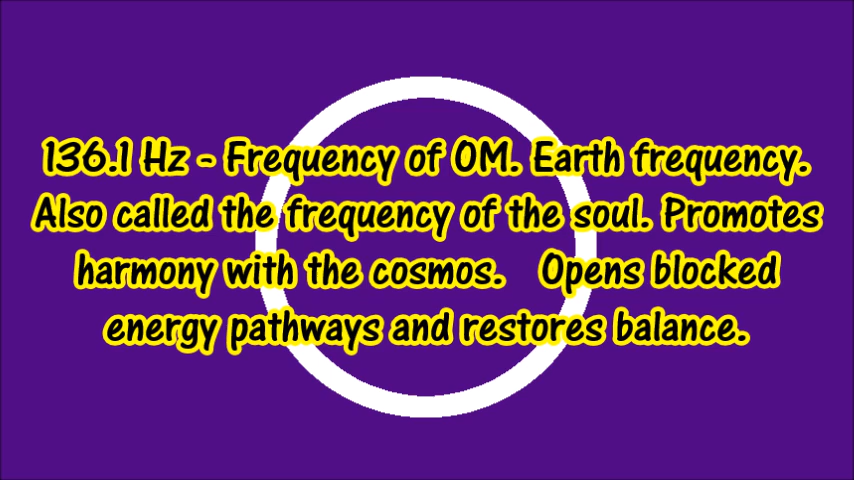 136.1 Hz - Frequency of OM. Earth frequency.
Also called the frequency of the soul. Promotes
harmony with the cosmos. Opens blocked
energy pathways and restores balance.